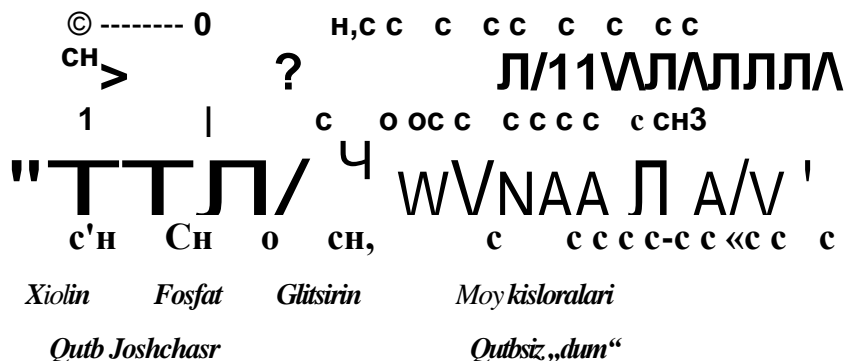 © -------- 0 н,с с с с с с с с с
сн> ? Л/11\/\/Л/\ЛЛЛ/\
1 | с о ос с с с с с с сн3
"ТТЛ/ Ч wVNAA Л A/V '
с'н Сн о сн, с с с с с-с с «с с с
Xiolin Fosfat Glitsirin Moy kisloralari
Qutb Joshchasr Qutbsiz „dum“